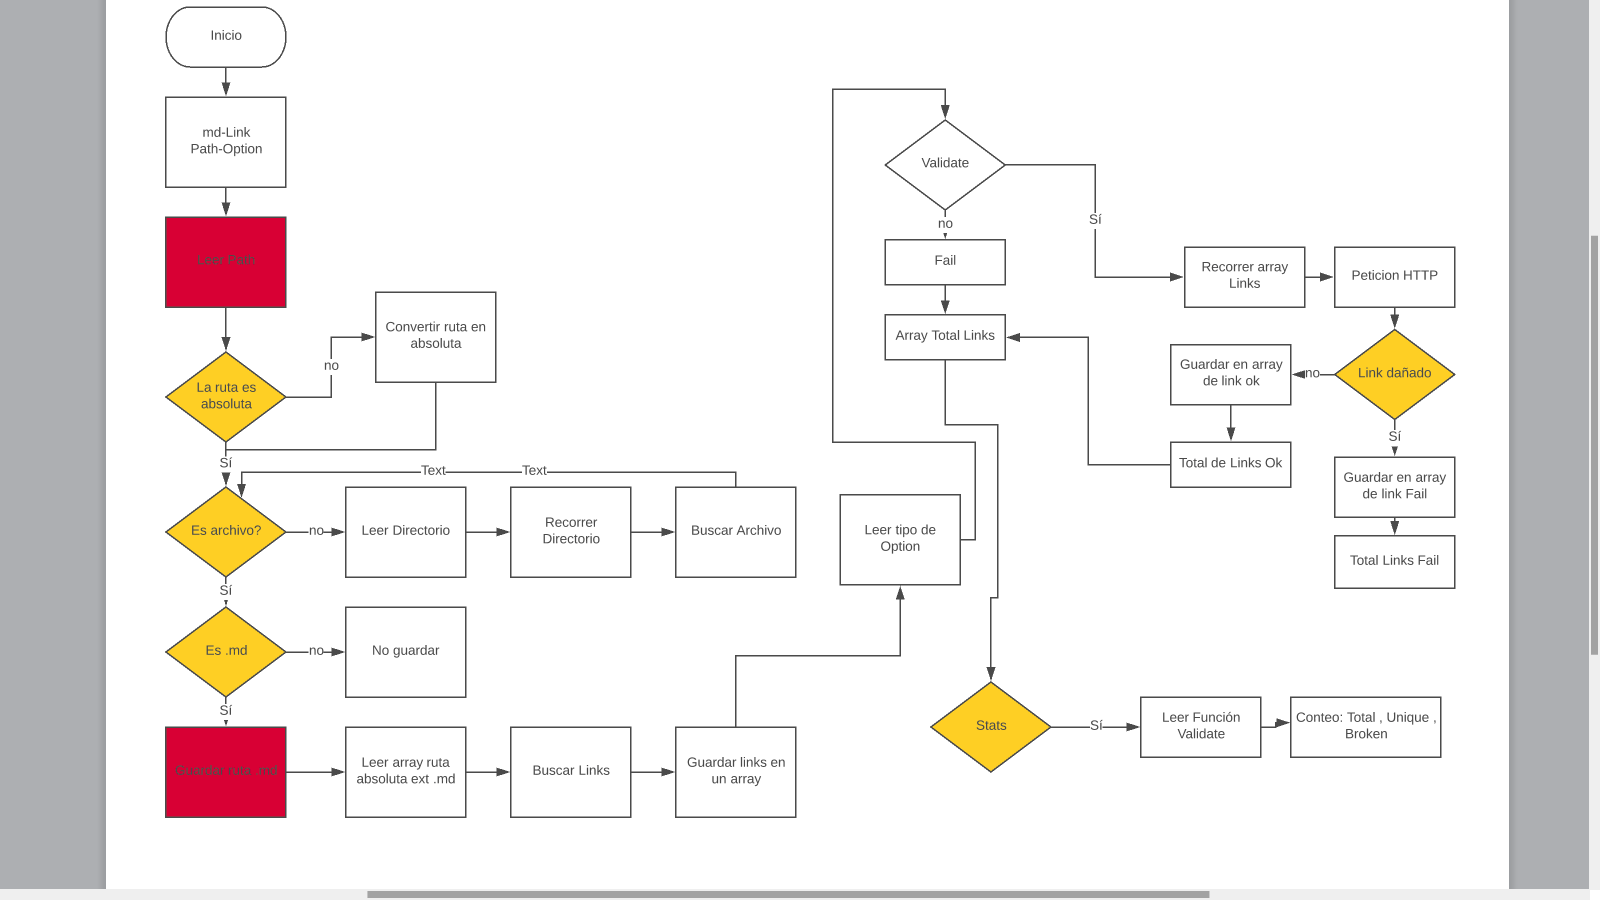 Inicio
md-Link
Path-Option
Leer Path
La ruta es
absoluta
no
Convertir ruta en
absoluta
Sí
Text
Text
Es archivo?
no
Leer Directorio
Recorrer
Directorio
Buscar Archivo
Sí
Es .md
no
No guardar
Sí
Guardar ruta .md
Leer array ruta
absoluta ext .md
Buscar Links
Guardar links en
un array
Leer tipo de
Option
Validate
no
Sí
Fail
Array Total Links
Recorrer array
Links
Peticion HTTP
Link dañado
no
Guardar en array
de link ok
Total de Links Ok
Sí
Guardar en array
de link Fail
Total Links Fail
Stats
Sí
Leer Función
Validate
Conteo: Total , Unique ,
Broken